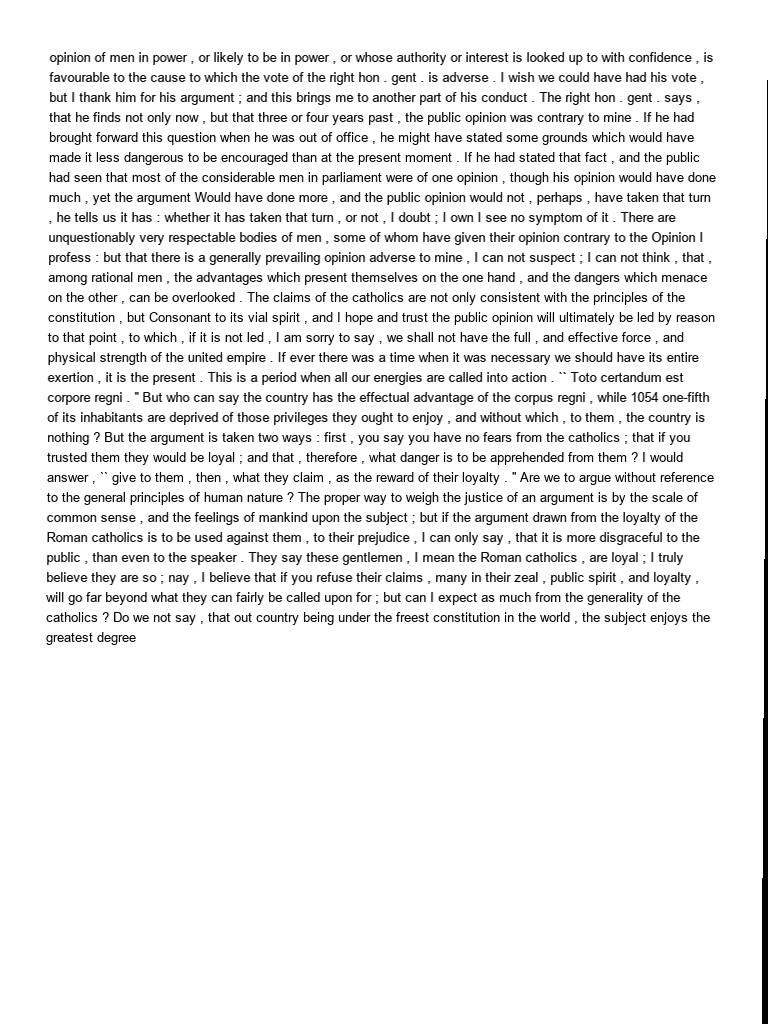 opinion of men in power , or likely to be in power , or whose authority or interest is looked up to with confidence , is
favourable to the cause to which the vote of the right hon . gent . is adverse . I wish we could have had his vote ,
but I thank him for his argument ; and this brings me to another part of his conduct . The right hon . gent . says ,
that he finds not only now , but that three or four years past , the public opinion was contrary to mine . If he had
brought forward this question when he was out of office , he might have stated some grounds which would have
made it less dangerous to be encouraged than at the present moment . If he had stated that fact , and the public
had seen that most of the considerable men in parliament were of one opinion , though his opinion would have done
much , yet the argument Would have done more , and the public opinion would not , perhaps , have taken that turn
, he tells us it has : whether it has taken that turn , or not , I doubt ; I own I see no symptom of it . There are
unquestionably very respectable bodies of men , some of whom have given their opinion contrary to the Opinion I
profess : but that there is a generally prevailing opinion adverse to mine , I can not suspect ; I can not think , that ,
among rational men , the advantages which present themselves on the one hand , and the dangers which menace
on the other , can be overlooked . The claims of the catholics are not only consistent with the principles of the
constitution , but Consonant to its vial spirit , and I hope and trust the public opinion will ultimately be led by reason
to that point , to which , if it is not led , I am sorry to say , we shall not have the full , and effective force , and
physical strength of the united empire . If ever there was a time when it was necessary we should have its entire
exertion , it is the present . This is a period when all our energies are called into action . `` Toto certandum est
corpore regni . " But who can say the country has the effectual advantage of the corpus regni , while 1054 one-fifth
of its inhabitants are deprived of those privileges they ought to enjoy , and without which , to them , the country is
nothing ? But the argument is taken two ways : first , you say you have no fears from the catholics ; that if you
trusted them they would be loyal ; and that , therefore , what danger is to be apprehended from them ? I would
answer , `` give to them , then , what they claim , as the reward of their loyalty . " Are we to argue without reference
to the general principles of human nature ? The proper way to weigh the justice of an argument is by the scale of
common sense , and the feelings of mankind upon the subject ; but if the argument drawn from the loyalty of the
Roman catholics is to be used against them , to their prejudice , I can only say , that it is more disgraceful to the
public , than even to the speaker . They say these gentlemen , I mean the Roman catholics , are loyal ; I truly
believe they are so ; nay , I believe that if you refuse their claims , many in their zeal , public spirit , and loyalty ,
will go far beyond what they can fairly be called upon for ; but can I expect as much from the generality of the
catholics ? Do we not say , that out country being under the freest constitution in the world , the subject enjoys the
greatest degree